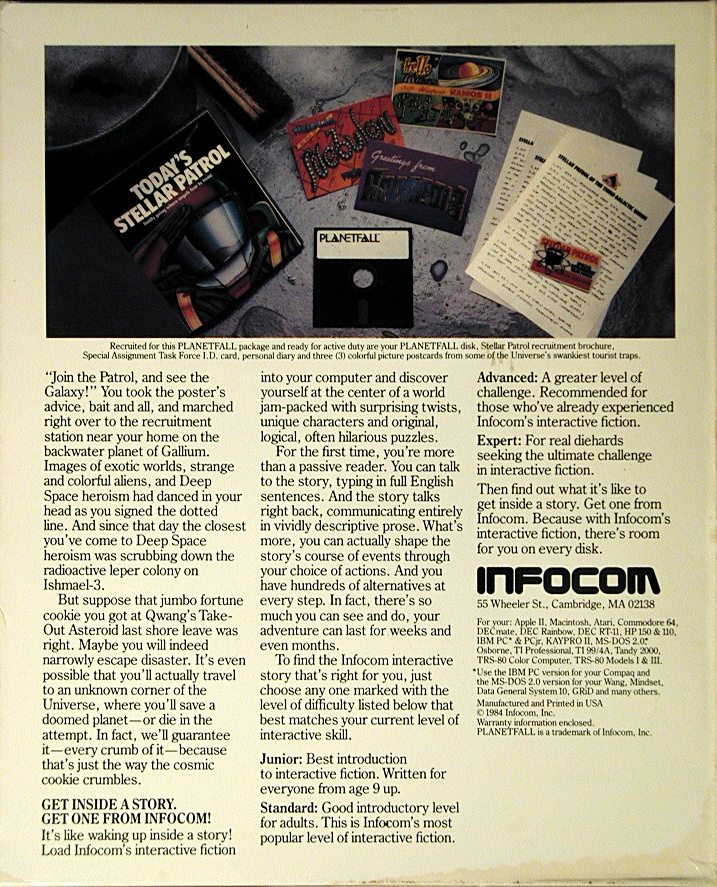 TODAY'S
STELLAR PATROL
Greetings from
RAMOS II
PLANETFALL
STELLAR PATROL OF THE THIRD GALACTIC UNION
Recruited for this PLANETFALL package and ready for active duty are your PLANETFALL disk, Stellar Patrol recruitment brochure,
Special Assignment Task Force I.D. card, personal diary and three (3) colorful picture postcards from some of the Universe's swankiest tourist traps.
"Join the Patrol, and see the
Galaxy!" You took the poster's
advice, bait and all, and marched
right over to the recruitment
station near your home on the
backwater planet of Gallium.
Images of exotic worlds, strange
and colorful aliens, and Deep
Space heroism had danced in your
head as you signed the dotted
line. And since that day the closest
you've come to Deep Space
heroism was scrubbing down the
radioactive leper colony on
Ishmael-3.
But suppose that jumbo fortune
cookie you got at Qwang's Take-
Out Asteroid last shore leave was
right. Maybe you will indeed
narrowly escape disaster. It's even
possible that you'll actually travel
to an unknown corner of the
Universe, where you'll save a
doomed planet—or die in the
attempt. In fact, we'll guarantee
it—every crumb of it—because
that's just the way the cosmic
cookie crumbles.
GET INSIDE A STORY.
GET ONE FROM INFOCOM!
It's like waking up inside a story!
Load Infocom's interactive fiction
into your computer and discover
yourself at the center of a world
jam-packed with surprising twists,
unique characters and original,
logical, often hilarious puzzles.
For the first time, you're more
than a passive reader. You can talk
to the story, typing in full English
sentences. And the story talks
right back, communicating entirely
in vividly descriptive prose. What's
more, you can actually shape the
story's course of events through
your choice of actions. And you
have hundreds of alternatives at
every step. In fact, there's so
much you can see and do, your
adventure can last for weeks and
even months.
To find the Infocom interactive
story that's right for you, just
choose any one marked with the
level of difficulty listed below that
best matches your current level of
interactive skill.
Junior: Best introduction
to interactive fiction. Written for
everyone from age 9 up.
Standard: Good introductory level
for adults. This is Infocom's most
popular level of interactive fiction.
Advanced: A greater level of
challenge. Recommended for
those who've already experienced
Infocom's interactive fiction.
Expert: For real diehards
seeking the ultimate challenge
in interactive fiction.
Then find out what it's like to
get inside a story. Get one from
Infocom. Because with Infocom's
interactive fiction, there's room
for you on every disk.
INFOCOM
55 Wheeler St., Cambridge, MA 02138
For your: Apple II, Macintosh, Atari, Commodore 64,
DECmate, DEC Rainbow, DEC RT-11, HP 150 & 110,
IBM PC* & PCjr, KAYPRO II, MS-DOS 2.0,*
Osborne, TI Professional, TI 99/4A, Tandy 2000,
TRS-80 Color Computer, TRS-80 Models I & III.
*Use the IBM PC version for your Compaq and
the MS-DOS 2.0 version for your Wang, Mindset,
Data General System 10, GRiD and many others.
Manufactured and Printed in USA
© 1984 Infocom, Inc.
Warranty information enclosed.
PLANETFALL is a trademark of Infocom, Inc.